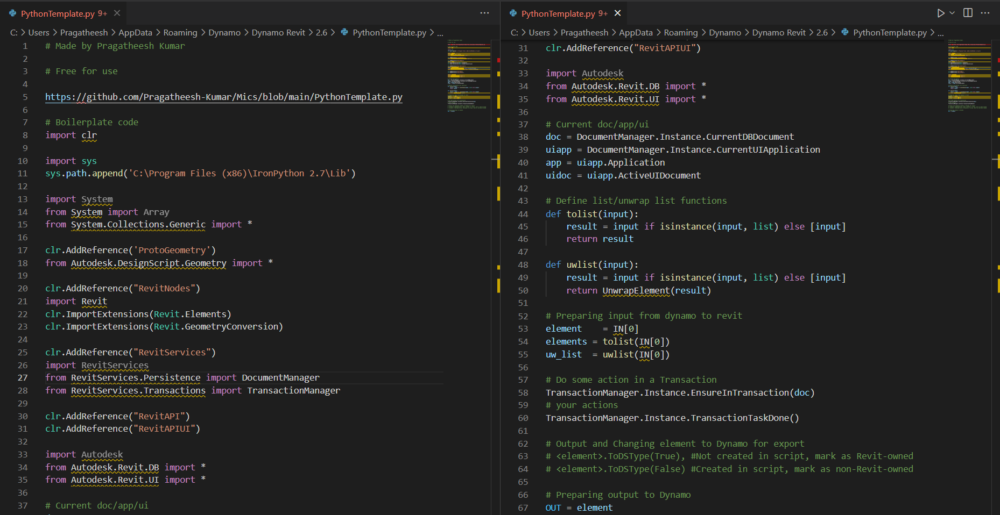 PythonTemplate.py 9+
C: > Users > Pragatheesh > AppData > Roaming > Dynamo > Dynamo Revit > 2.6 > PythonTemplate.py > ...
1 # Made by Pragatheesh Kumar
2
3 # Free for use
4
5 https://github.com/Pragatheesh-Kumar/Mics/blob/main/PythonTemplate.py
6
7 # Boilerplate code
8 import clr
9
10 import sys
11 sys.path.append('C:\Program Files (x86)\IronPython 2.7\Lib')
12
13 import System
14 from System import Array
15 from System.Collections.Generic import *
16
17 clr.AddReference('ProtoGeometry')
18 from Autodesk.DesignScript.Geometry import *
19
20 clr.AddReference("RevitNodes")
21 import Revit
22 clr.ImportExtensions(Revit.Elements)
23 clr.ImportExtensions(Revit.GeometryConversion)
24
25 clr.AddReference("RevitServices")
26 import RevitServices
27 from RevitServices.Persistence import DocumentManager
28 from RevitServices.Transactions import TransactionManager
29
30 clr.AddReference("RevitAPI")
31 clr.AddReference("RevitAPIUI")
32
33 import Autodesk
34 from Autodesk.Revit.DB import *
35 from Autodesk.Revit.UI import *
36
37 # Current doc/app/ui
PythonTemplate.py 9+
C: > Users > Pragatheesh > AppData > Roaming > Dynamo > Dynamo Revit > 2.6 > PythonTemplate.py > ...
31 clr.AddReference("RevitAPIUI")
32
33 import Autodesk
34 from Autodesk.Revit.DB import *
35 from Autodesk.Revit.UI import *
36
37 # Current doc/app/ui
38 doc = DocumentManager.Instance.CurrentDBDocument
39 uiapp = DocumentManager.Instance.CurrentUIApplication
40 app = uiapp.Application
41 uidoc = uiapp.ActiveUIDocument
42
43 # Define list/unwrap list functions
44 def tolist(input):
45     result = input if isinstance(input, list) else [input]
46     return result
47
48 def uwlist(input):
49     result = input if isinstance(input, list) else [input]
50     return UnwrapElement(result)
51
52 # Preparing input from dynamo to revit
53 element    = IN[0]
54 elements = tolist(IN[0])
55 uw_list  = uwlist(IN[0])
56
57 # Do some action in a Transaction
58 TransactionManager.Instance.EnsureInTransaction(doc)
59 # your actions
60 TransactionManager.Instance.TransactionTaskDone()
61
62 # Output and Changing element to Dynamo for export
63 # <element>.ToDSType(True), #Not created in script, mark as Revit-owned
64 # <element>.ToDSType(False) #Created in script, mark as non-Revit-owned
65
66 # Preparing output to Dynamo
67 OUT = element